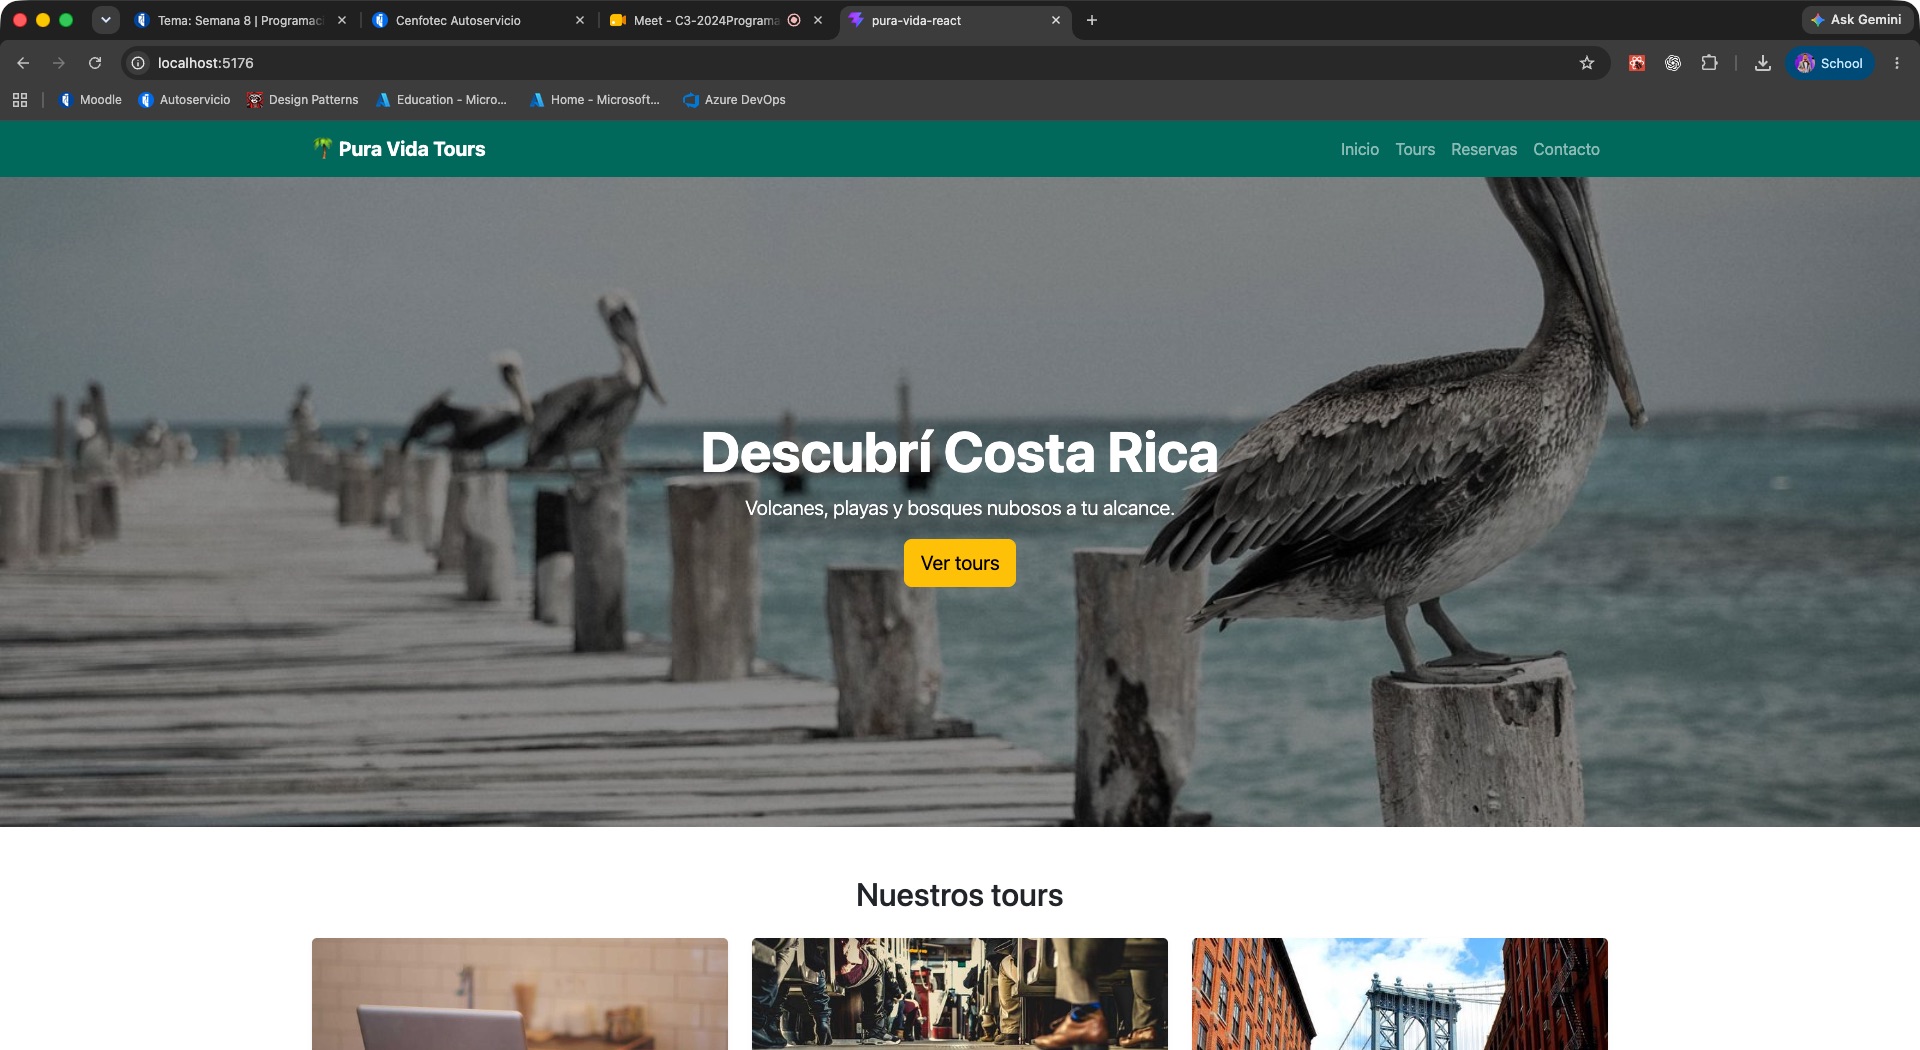 Tema: Semana 8 | Programac
Cenfotec Autoservicio
Meet - C3-2024Programa
pura-vida-react
Ask Gemini
localhost:5176
School
Moodle
Autoservicio
Design Patterns
Education - Micro...
Home - Microsoft...
Azure DevOps
Pura Vida Tours
Inicio
Tours
Reservas
Contacto
Descubrí Costa Rica
Volcanes, playas y bosques nubosos a tu alcance.
Ver tours
Nuestros tours